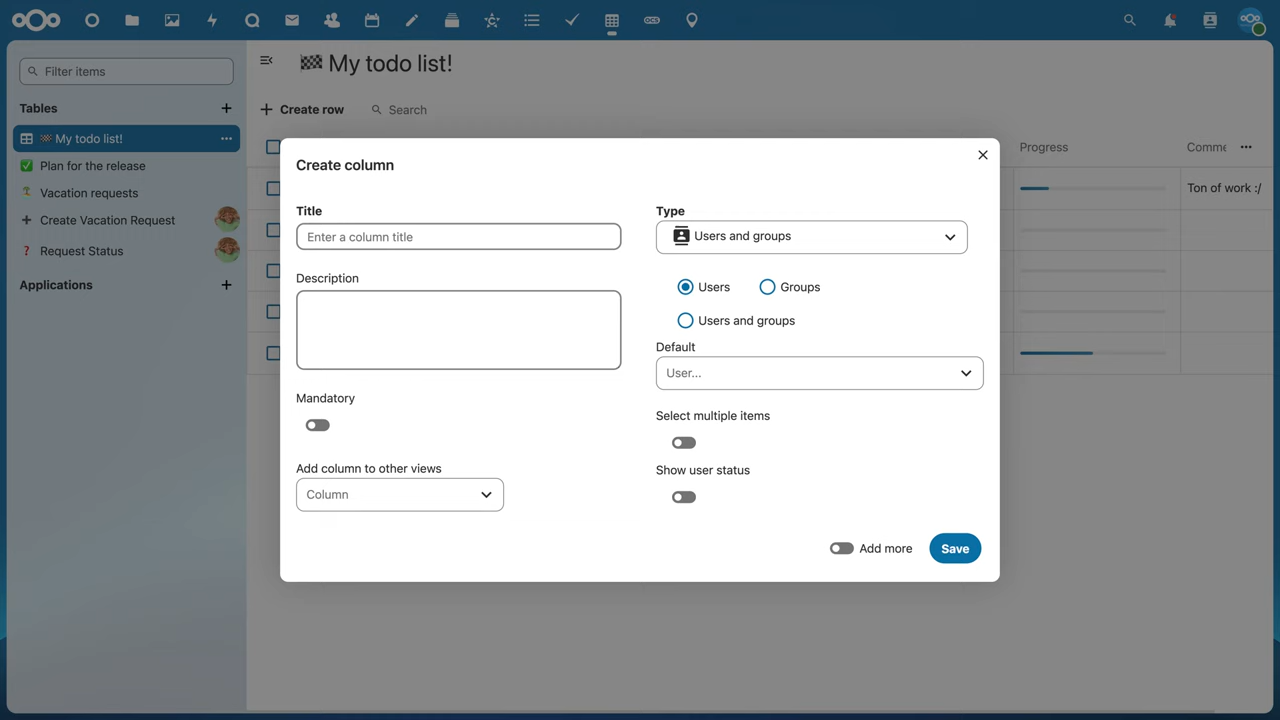 My todo list!
Filter items
Tables
My todo list!
Plan for the release
Vacation requests
Create Vacation Request
Request Status
Applications
Create row
Search
Progress
Comme
Ton of work :/
Create column
Title
Enter a column title
Description
Mandatory
Add column to other views
Column
Type
Users and groups
Users
Groups
Users and groups
Default
User...
Select multiple items
Show user status
Add more
Save